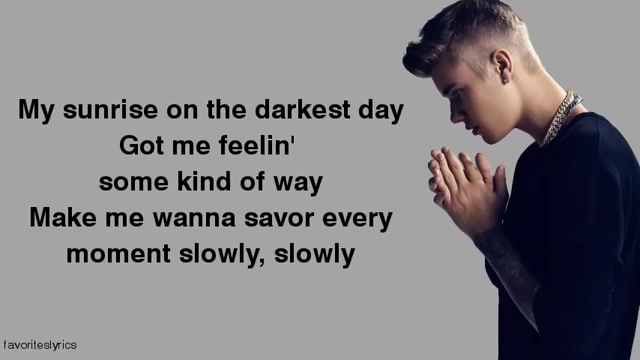 My sunrise on the darkest day
Got me feelin'
some kind of way
Make me wanna savor every
moment slowly, slowly
favoriteslyrics